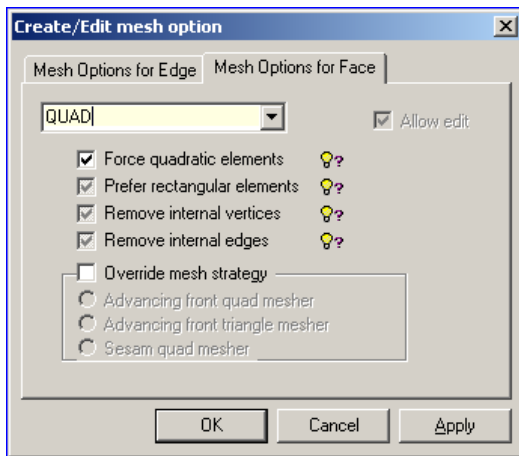 Create/Edit mesh option
Mesh Options for Edge Mesh Options for Face
QUAD Allow edit
Force quadratic elements ?
Prefer rectangular elements ?
Remove internal vertices ?
Remove internal edges ?
Override mesh strategy
Advancing front quad mesher
Advancing front triangle mesher
Sesam quad mesher
OK Cancel Apply